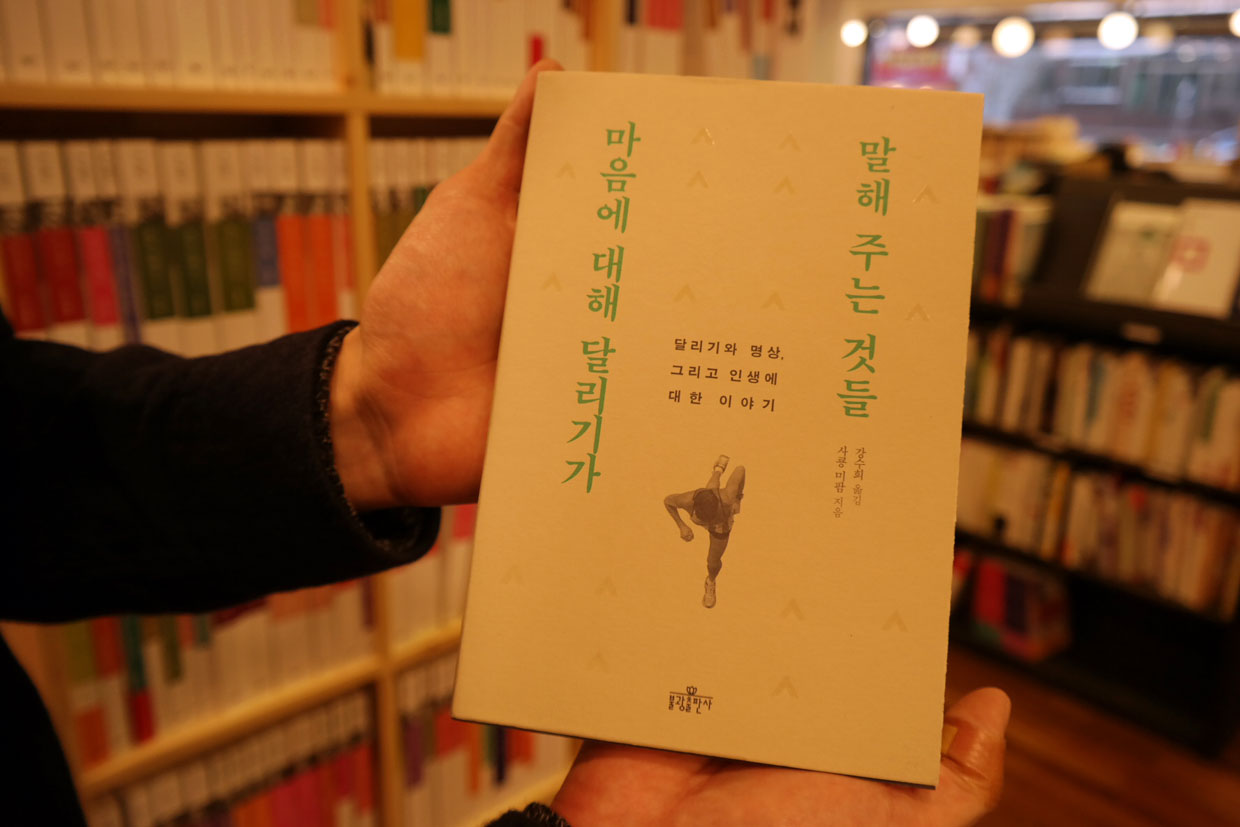 마음에 대해 달리기가
말해 주는 것들
달리기와 명상,
그리고 인생에
대한 이야기
사쿙 미팜 지음
강수희 옮김
불광출판사